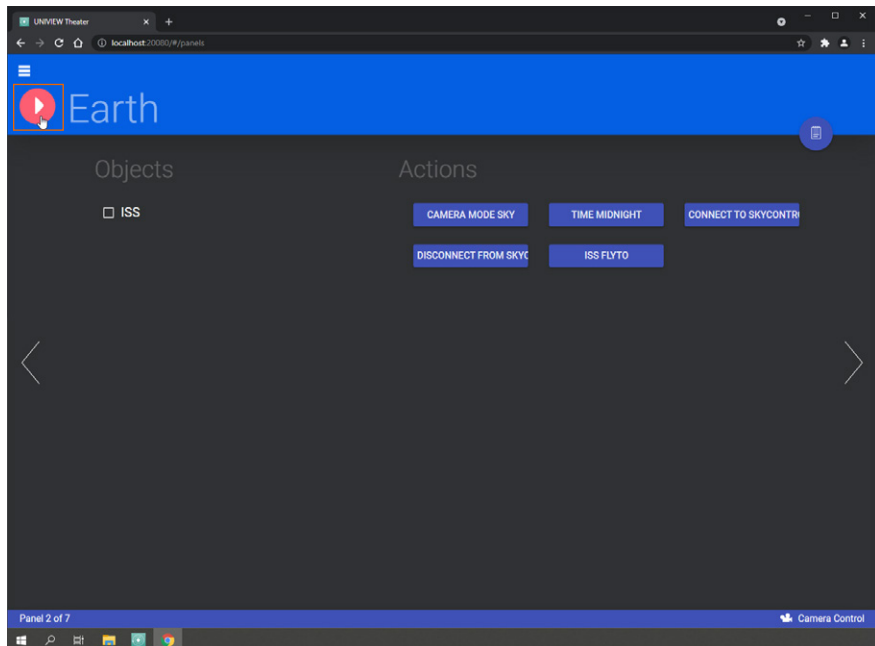 UNIVIEW Theater
localhost:20080/#/panels
Earth
Objects
Actions
ISS
CAMERA MODE SKY
TIME MIDNIGHT
CONNECT TO SKYCONTR
DISCONNECT FROM SKYC
ISS FLYTO
Panel 2 of 7
Camera Control